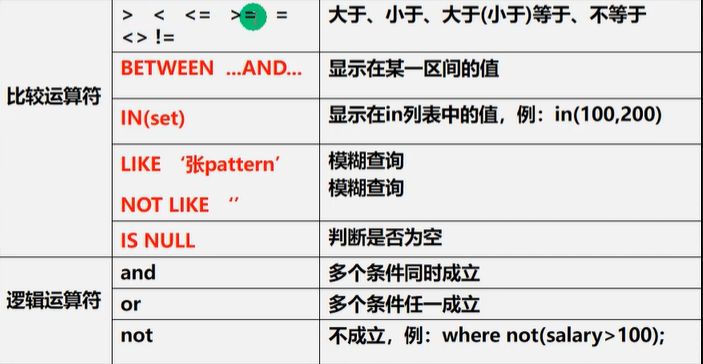 > < <= >= =
<> !=
大于、小于、大于(小于)等于、不等于
比较运算符
BETWEEN ...AND...
显示在某一区间的值
IN(set)
显示在in列表中的值，例：in(100,200)
LIKE ‘张pattern’
NOT LIKE ‘’
模糊查询
模糊查询
IS NULL
判断是否为空
逻辑运算符
and
多个条件同时成立
or
多个条件任一成立
not
不成立，例：where not(salary>100);